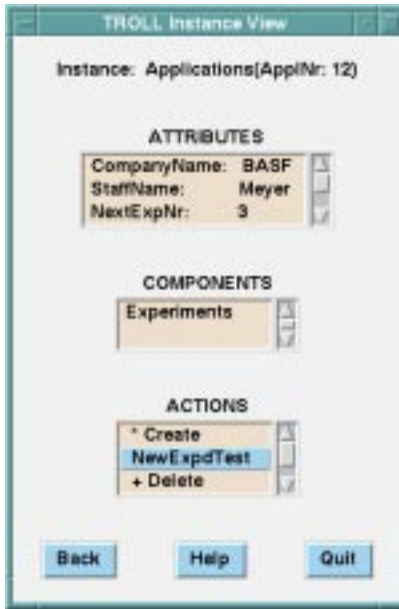 TROLL Instance View
Instance: Applications(ApplNr: 12)
ATTRIBUTES
CompanyName: BASF
StaffName: Meyer
NextExpNr: 3
COMPONENTS
Experiments
ACTIONS
* Create
NewExpdTest
+ Delete
Back Help Quit